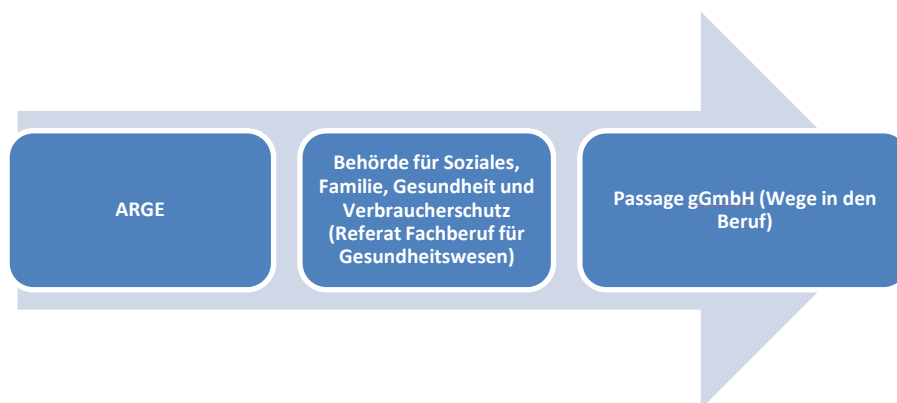 ARGE
Behörde für Soziales,
Familie, Gesundheit und
Verbraucherschutz
(Referat Fachberuf für
Gesundheitswesen)
Passage gGmbH (Wege in den
Beruf)